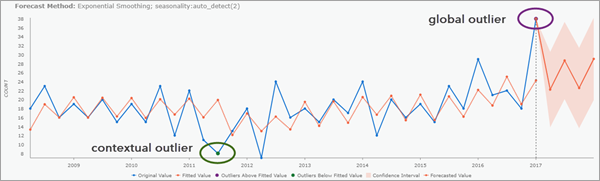 Forecast Method: Exponential Smoothing; seasonality:auto_detect(2)
global outlier
contextual outlier
COUNT
38
36
34
32
30
28
26
24
22
20
18
16
14
12
10
8
2009
2010
2011
2012
2013
2014
2015
2016
2017
Original Value
Fitted Value
Outliers Above Fitted Value
Outliers Below Fitted Value
Confidence Interval
Forecasted Value